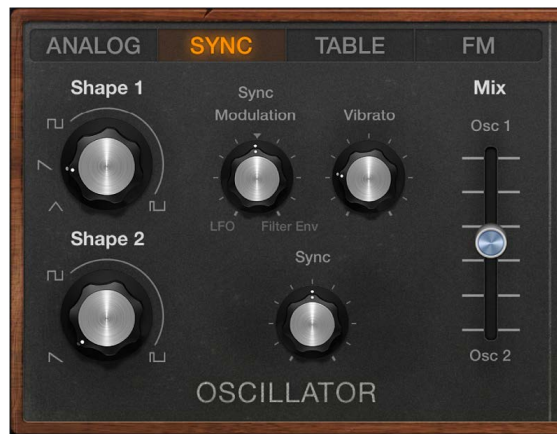 ANALOG SYNC TABLE FM
Shape 1
Sync
Modulation
Vibrato
Mix
Osc 1
LFO
Filter Env
Shape 2
Sync
Osc 2
OSCILLATOR